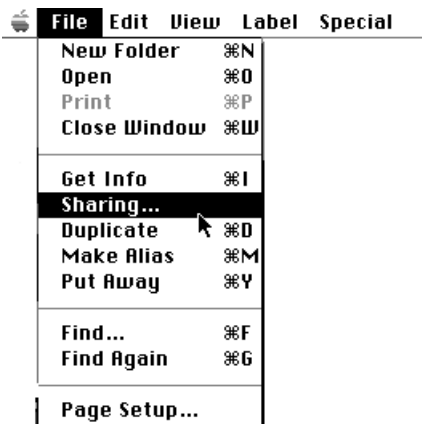 File Edit View Label Special
New Folder ⌘N
Open ⌘O
Print ⌘P
Close Window ⌘W
Get Info ⌘I
Sharing...
Duplicate ⌘D
Make Alias ⌘M
Put Away ⌘Y
Find... ⌘F
Find Again ⌘G
Page Setup...